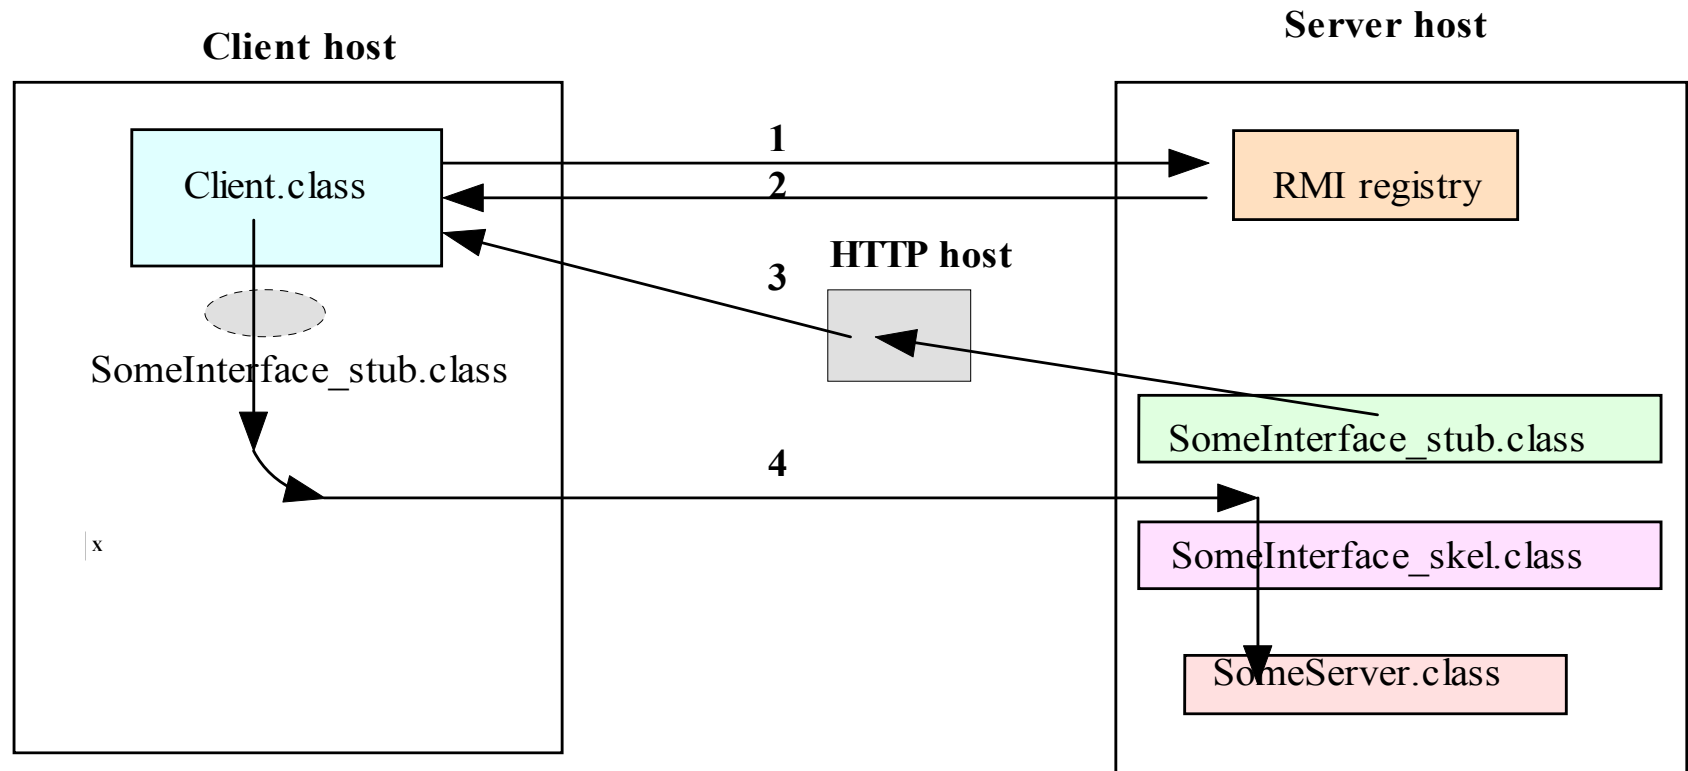 Client host
Server host
Client.class
1
2
RMI registry
HTTP host
3
SomeInterface_stub.class
SomeInterface_stub.class
4
x
SomeInterface_skel.class
SomeServer.class